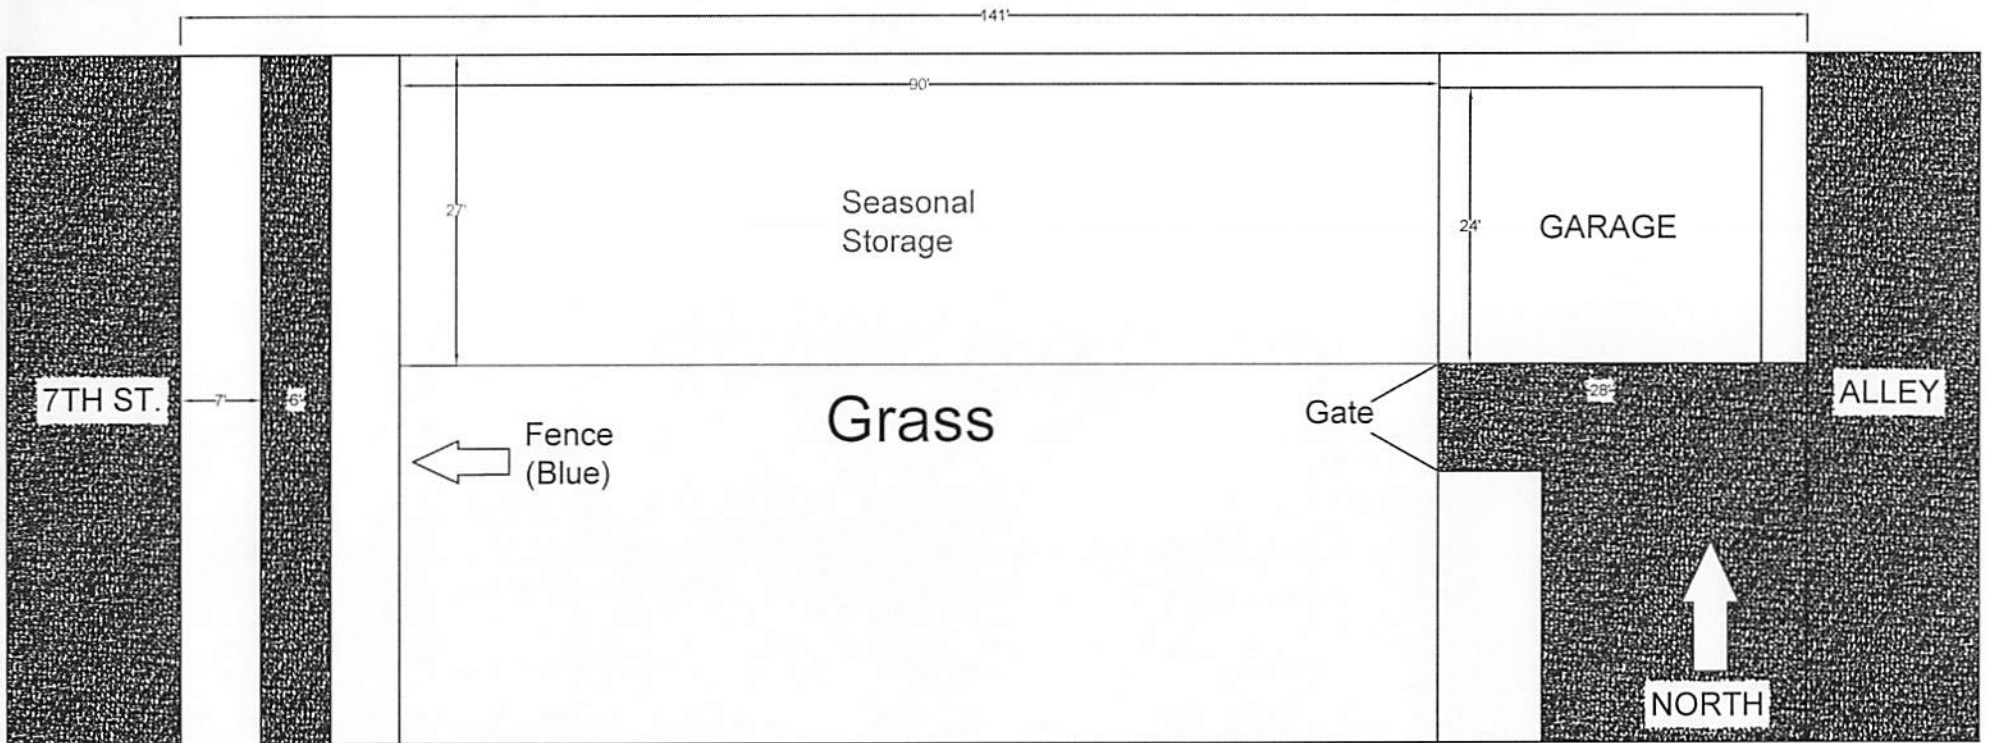 141'
90'
27'
Seasonal
Storage
24'
GARAGE
7TH ST.
7'
6'
Fence
(Blue)
Grass
Gate
28'
ALLEY
NORTH